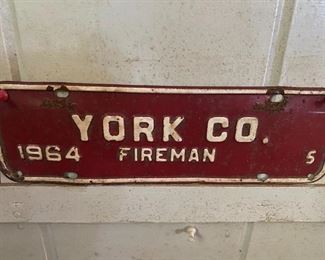 YORK CO.
1964 FIREMAN 5